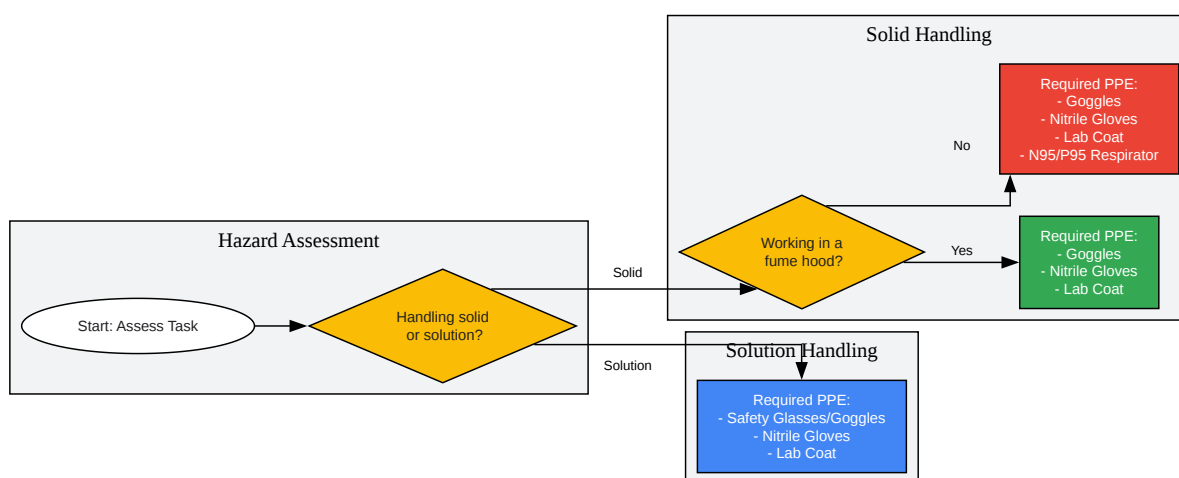 Hazard Assessment
Start: Assess Task
Handling solid
or solution?
Solid
Solution
Solid Handling
Working in a
fume hood?
No
Required PPE:
- Goggles
- Nitrile Gloves
- Lab Coat
- N95/P95 Respirator
Yes
Required PPE:
- Goggles
- Nitrile Gloves
- Lab Coat
Solution Handling
Required PPE:
- Safety Glasses/Goggles
- Nitrile Gloves
- Lab Coat